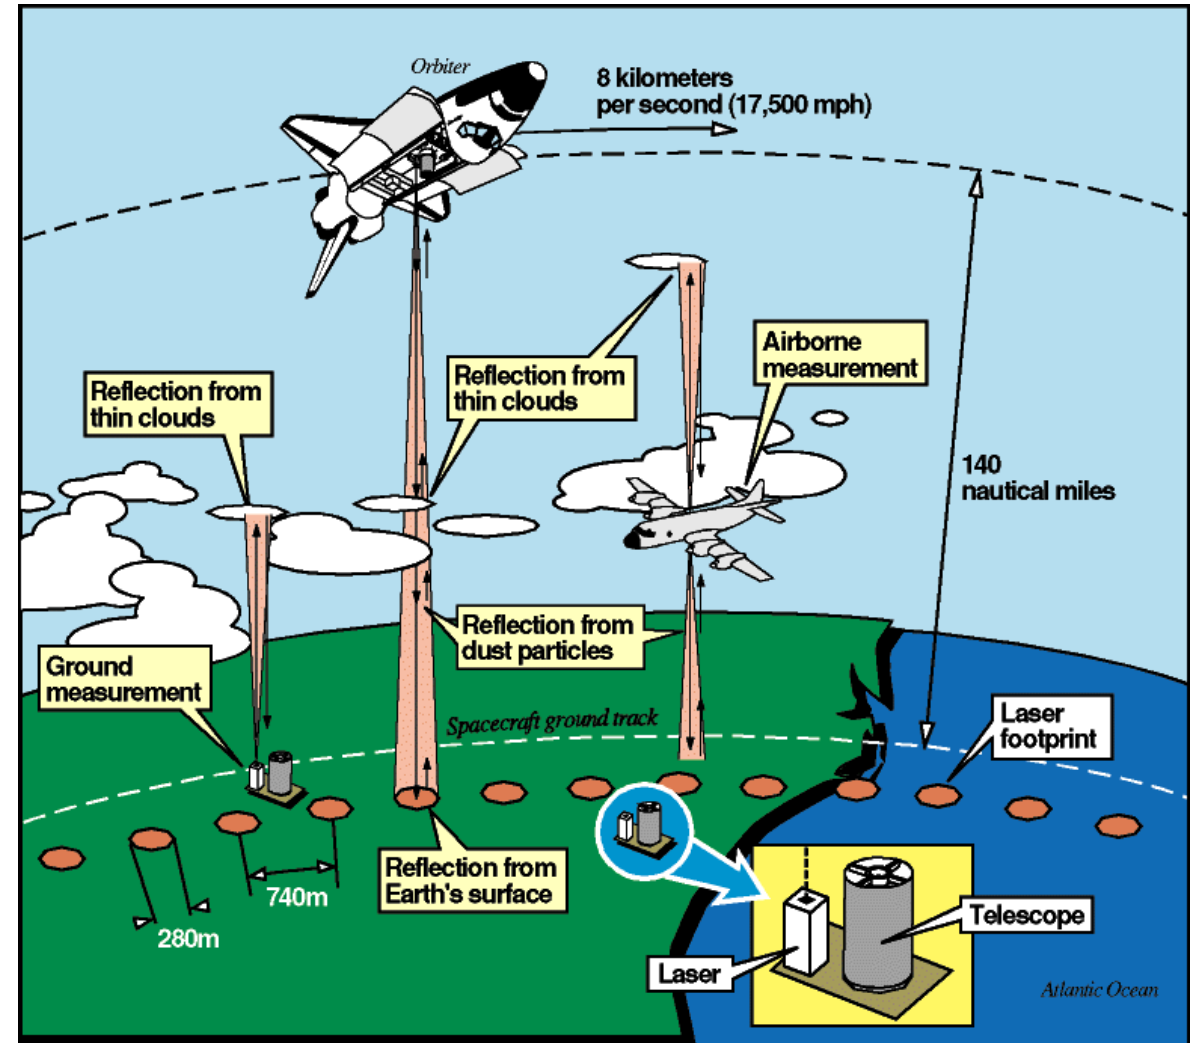 Orbiter
8 kilometers
per second (17,500 mph)
Airborne
measurement
Reflection from
thin clouds
Reflection from
thin clouds
140
nautical miles
Reflection from
dust particles
Ground
measurement
Spacecraft ground track
Laser
footprint
Reflection from
Earth's surface
740m
280m
Telescope
Laser
Atlantic Ocean